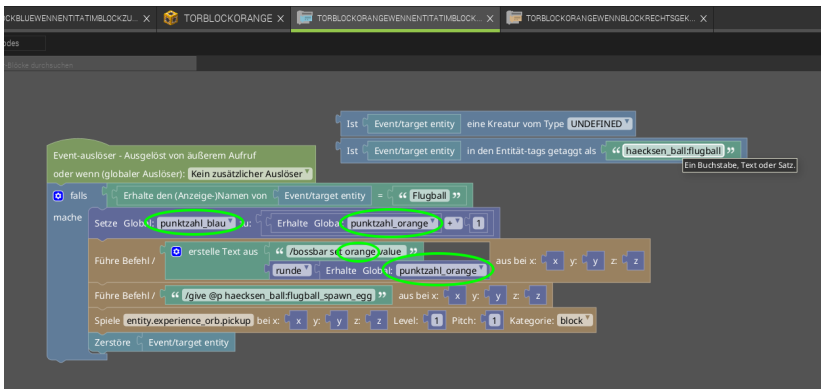 CKBLUEWENNENTITATIMBLOCKZU... X TORBLOCKORANGE X TORBLOCKORANGEWENNENTITATIMBLOCK... X TORBLOCKORANGEWENNBLOCKRECHTSGEK... X
odes
-Blöcke durchsuchen
Ist Event/target entity eine Kreatur vom Type UNDEFINED
Ist Event/target entity in den Entität-tags getaggt als “ haecksen_ball:flugball ”
Ein Buchstabe, Text oder Satz.
Event-auslöser - Ausgelöst von äußerem Aufruf
oder wenn (globaler Auslöser): Kein zusätzlicher Auslöser
falls Erhalte den (Anzeige-)Namen von Event/target entity = “ Flugball ”
mache
Setze Global: punktzahl_blau zu: Erhalte Global: punktzahl_orange + 1
Führe Befehl / erstelle Text aus “ /bossbar set orange value ” aus bei x: x y: y z: z
runde Erhalte Global: punktzahl_orange
Führe Befehl / “ /give @p haecksen_ball:flugball_spawn_egg ” aus bei x: x y: y z: z
Spiele entity.experience_orb.pickup bei x: x y: y z: z Level: 1 Pitch: 1 Kategorie: block
Zerstöre Event/target entity